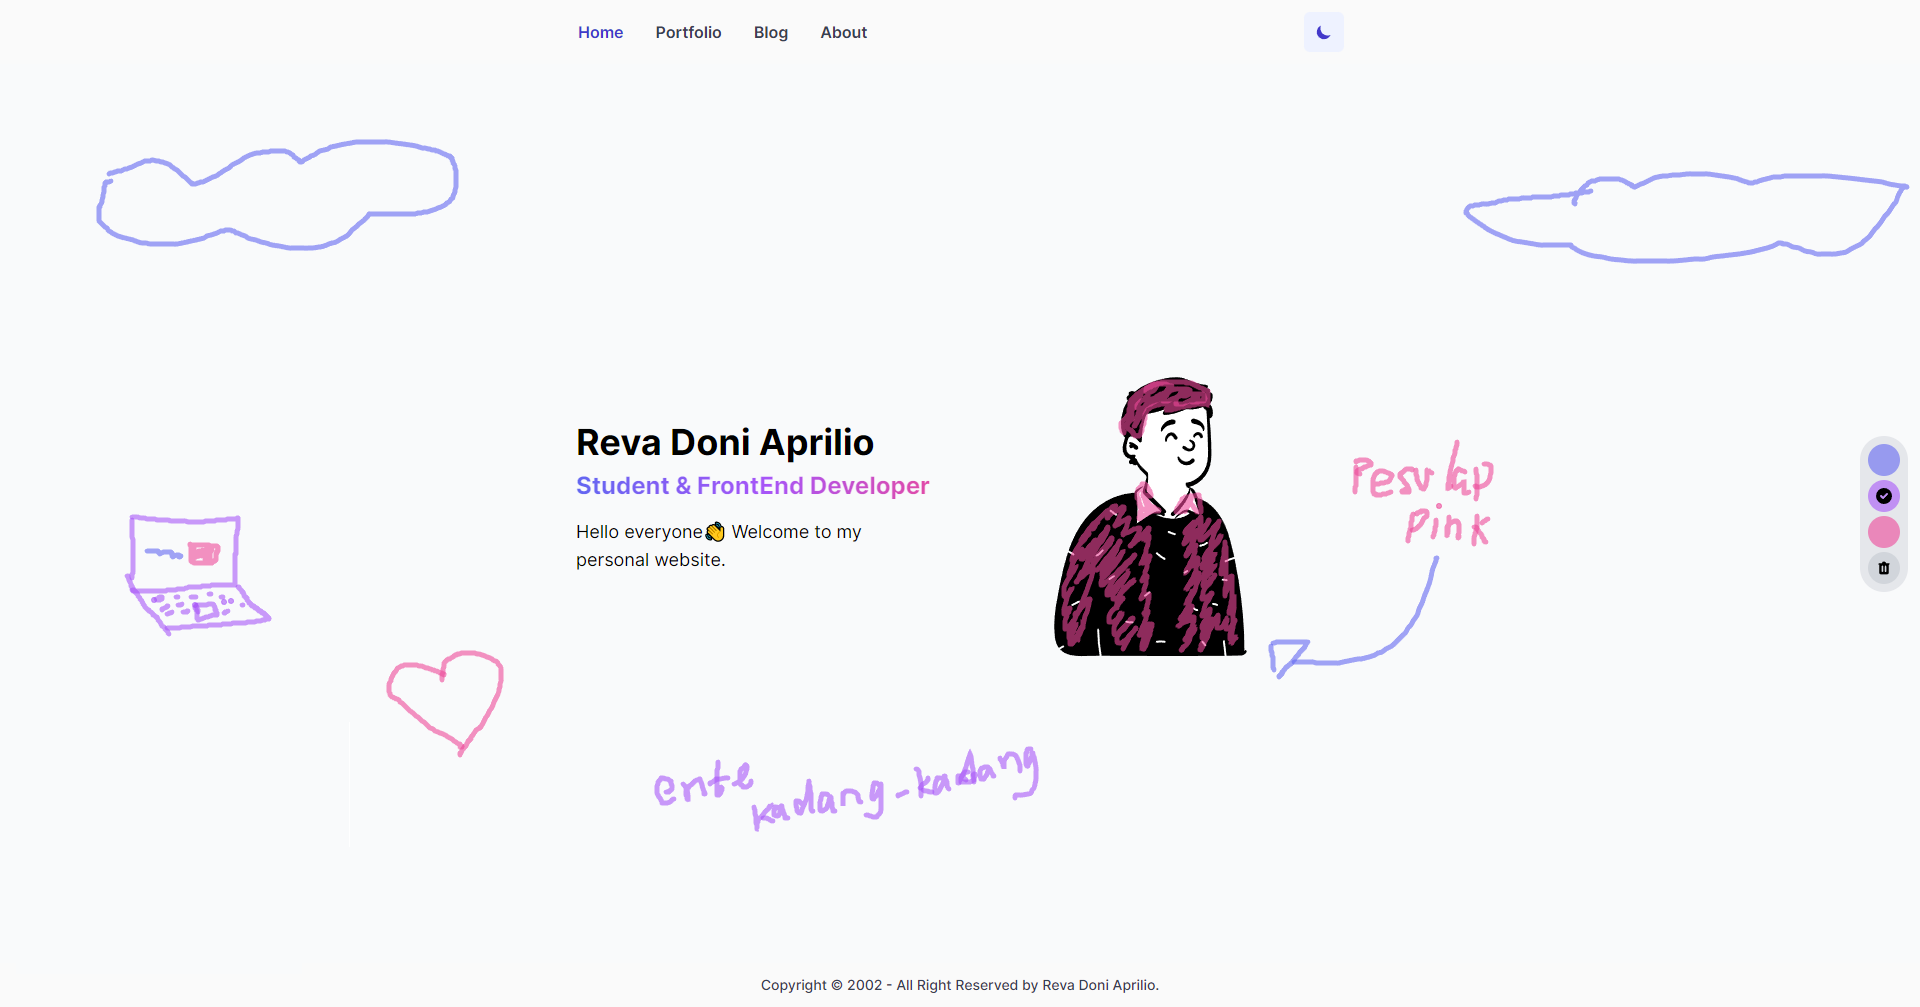 Home Portfolio Blog About
Reva Doni Aprilio
Student & FrontEnd Developer
Hello everyone👏 Welcome to my
personal website.
Pesulap
Pink
ente
kadang-kadang
Copyright © 2002 - All Right Reserved by Reva Doni Aprilio.